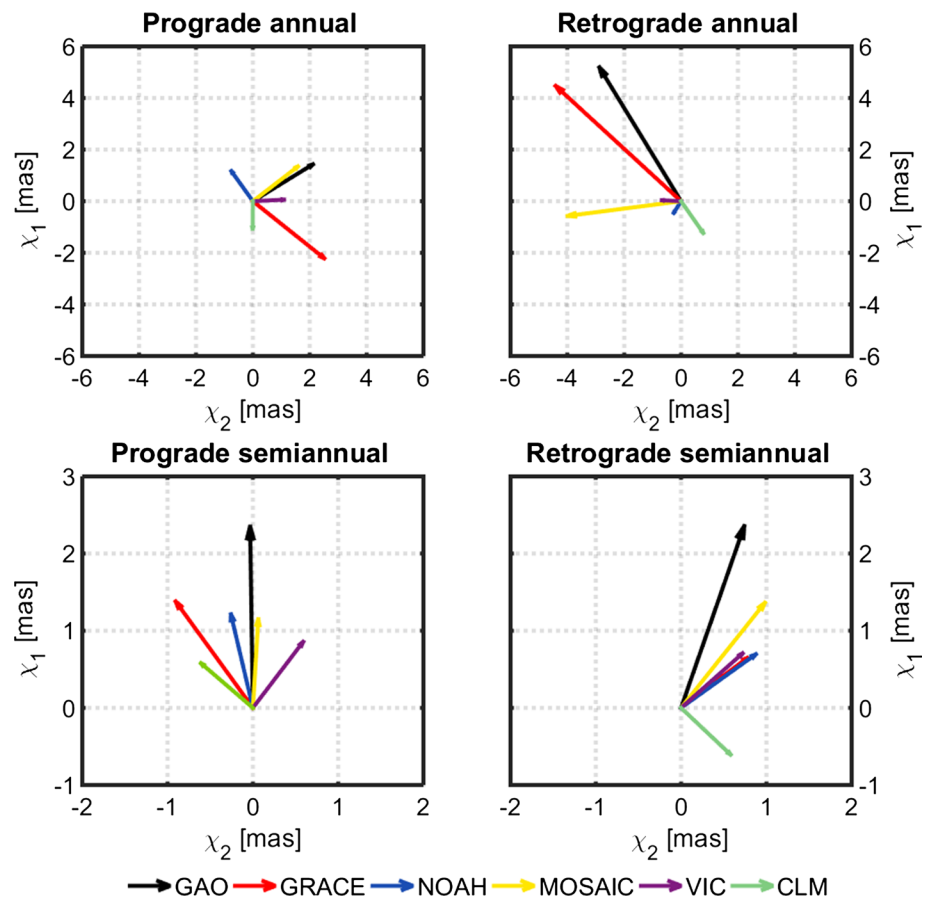 Prograde annual
Retrograde annual
6
4
2
0
-2
-4
-6
χ1 [mas]
-6 -4 -2 0 2 4 6
χ2 [mas]
6
4
2
0
-2
-4
-6
χ1 [mas]
-6 -4 -2 0 2 4 6
χ2 [mas]
Prograde semiannual
Retrograde semiannual
3
2
1
0
-1
χ1 [mas]
-2 -1 0 1 2
χ2 [mas]
3
2
1
0
-1
χ1 [mas]
-2 -1 0 1 2
χ2 [mas]
GAO GRACE NOAH MOSAIC VIC CLM